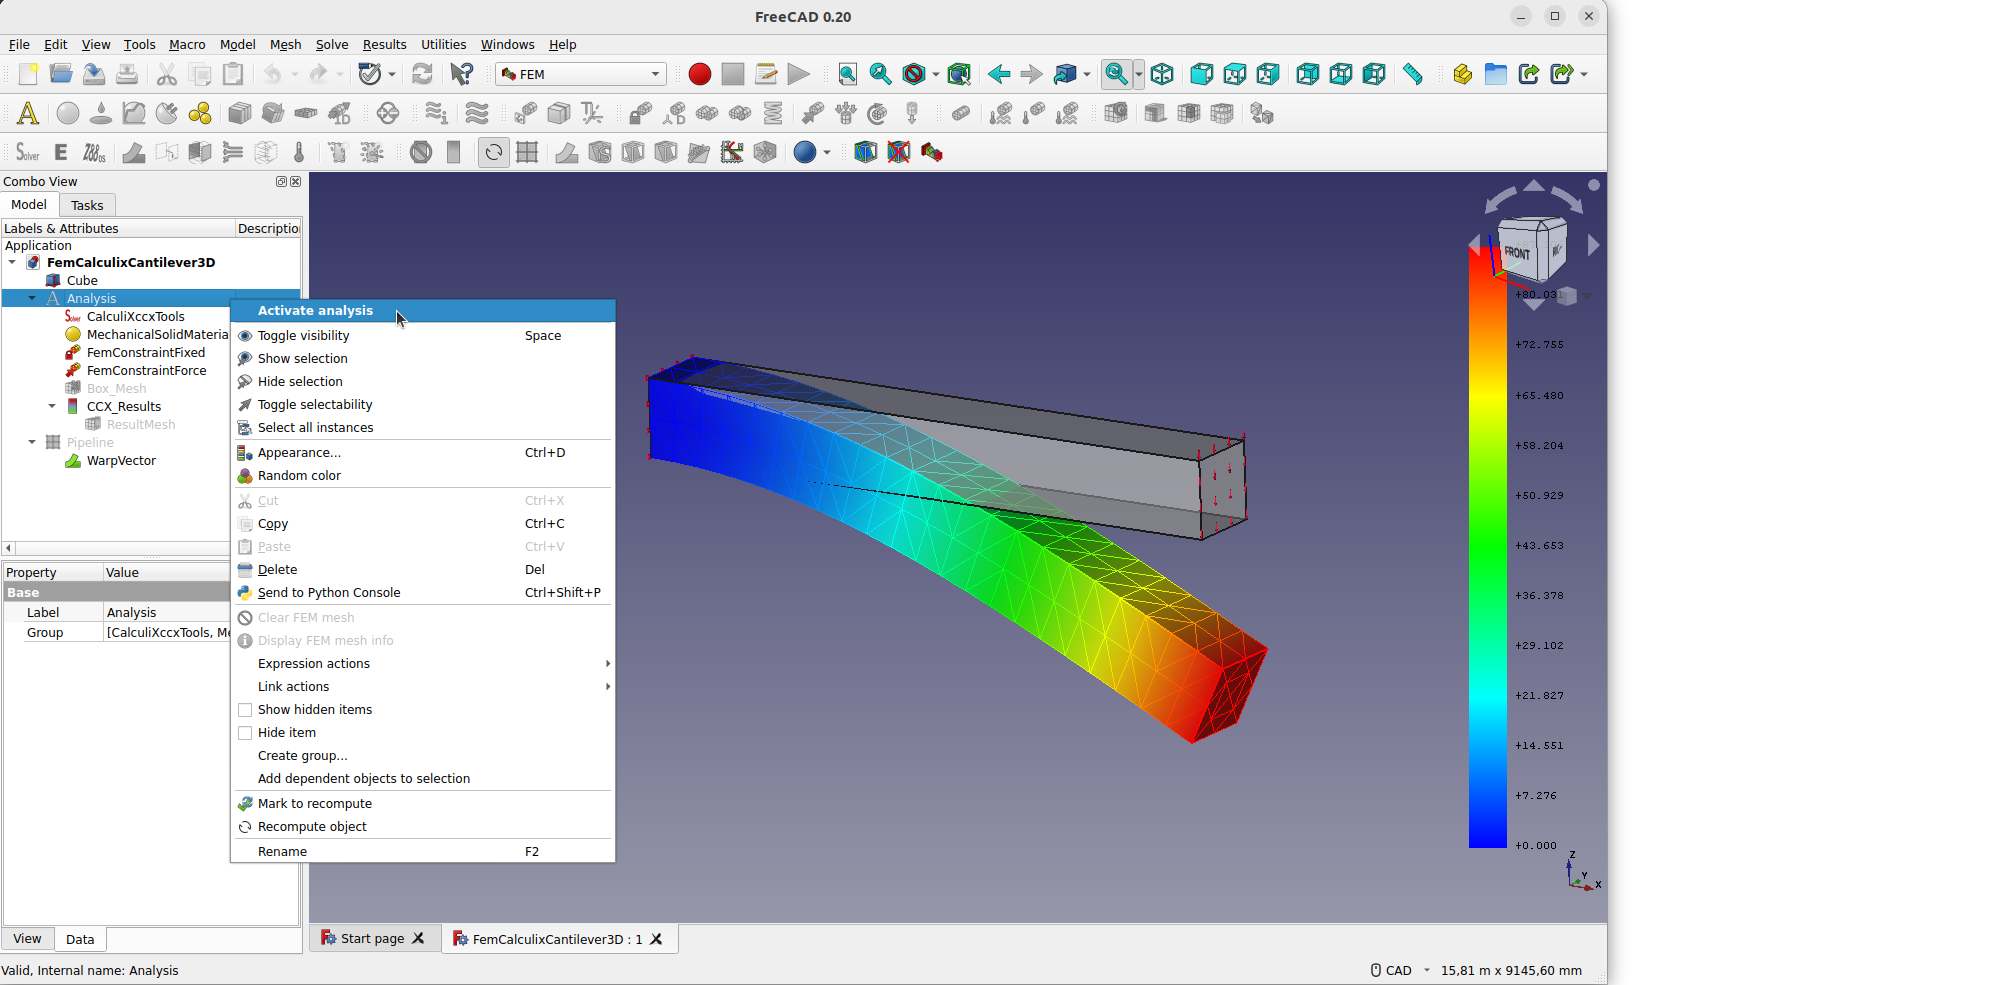 FreeCAD 0.20
File Edit View Tools Macro Model Mesh Solve Results Utilities Windows Help
FEM
Solver E Z88os
Combo View
Model Tasks
Labels & Attributes Descriptio
Application
FemCalculixCantilever3D
Cube
Analysis
CalculiXccxTools
MechanicalSolidMateria
FemConstraintFixed
FemConstraintForce
Box_Mesh
CCX_Results
ResultMesh
Pipeline
WarpVector
Property Value
Base
Label Analysis
Group [CalculiXccxTools, Me
View Data
Activate analysis
Toggle visibility Space
Show selection
Hide selection
Toggle selectability
Select all instances
Appearance... Ctrl+D
Random color
Cut Ctrl+X
Copy Ctrl+C
Paste Ctrl+V
Delete Del
Send to Python Console Ctrl+Shift+P
Clear FEM mesh
Display FEM mesh info
Expression actions
Link actions
Show hidden items
Hide item
Create group...
Add dependent objects to selection
Mark to recompute
Recompute object
Rename F2
FRONT
+80.031
+72.755
+65.480
+58.204
+50.929
+43.653
+36.378
+29.102
+21.827
+14.551
+7.276
+0.000
Z
Y
X
Start page
FemCalculixCantilever3D : 1
Valid, Internal name: Analysis
CAD 15,81 m x 9145,60 mm